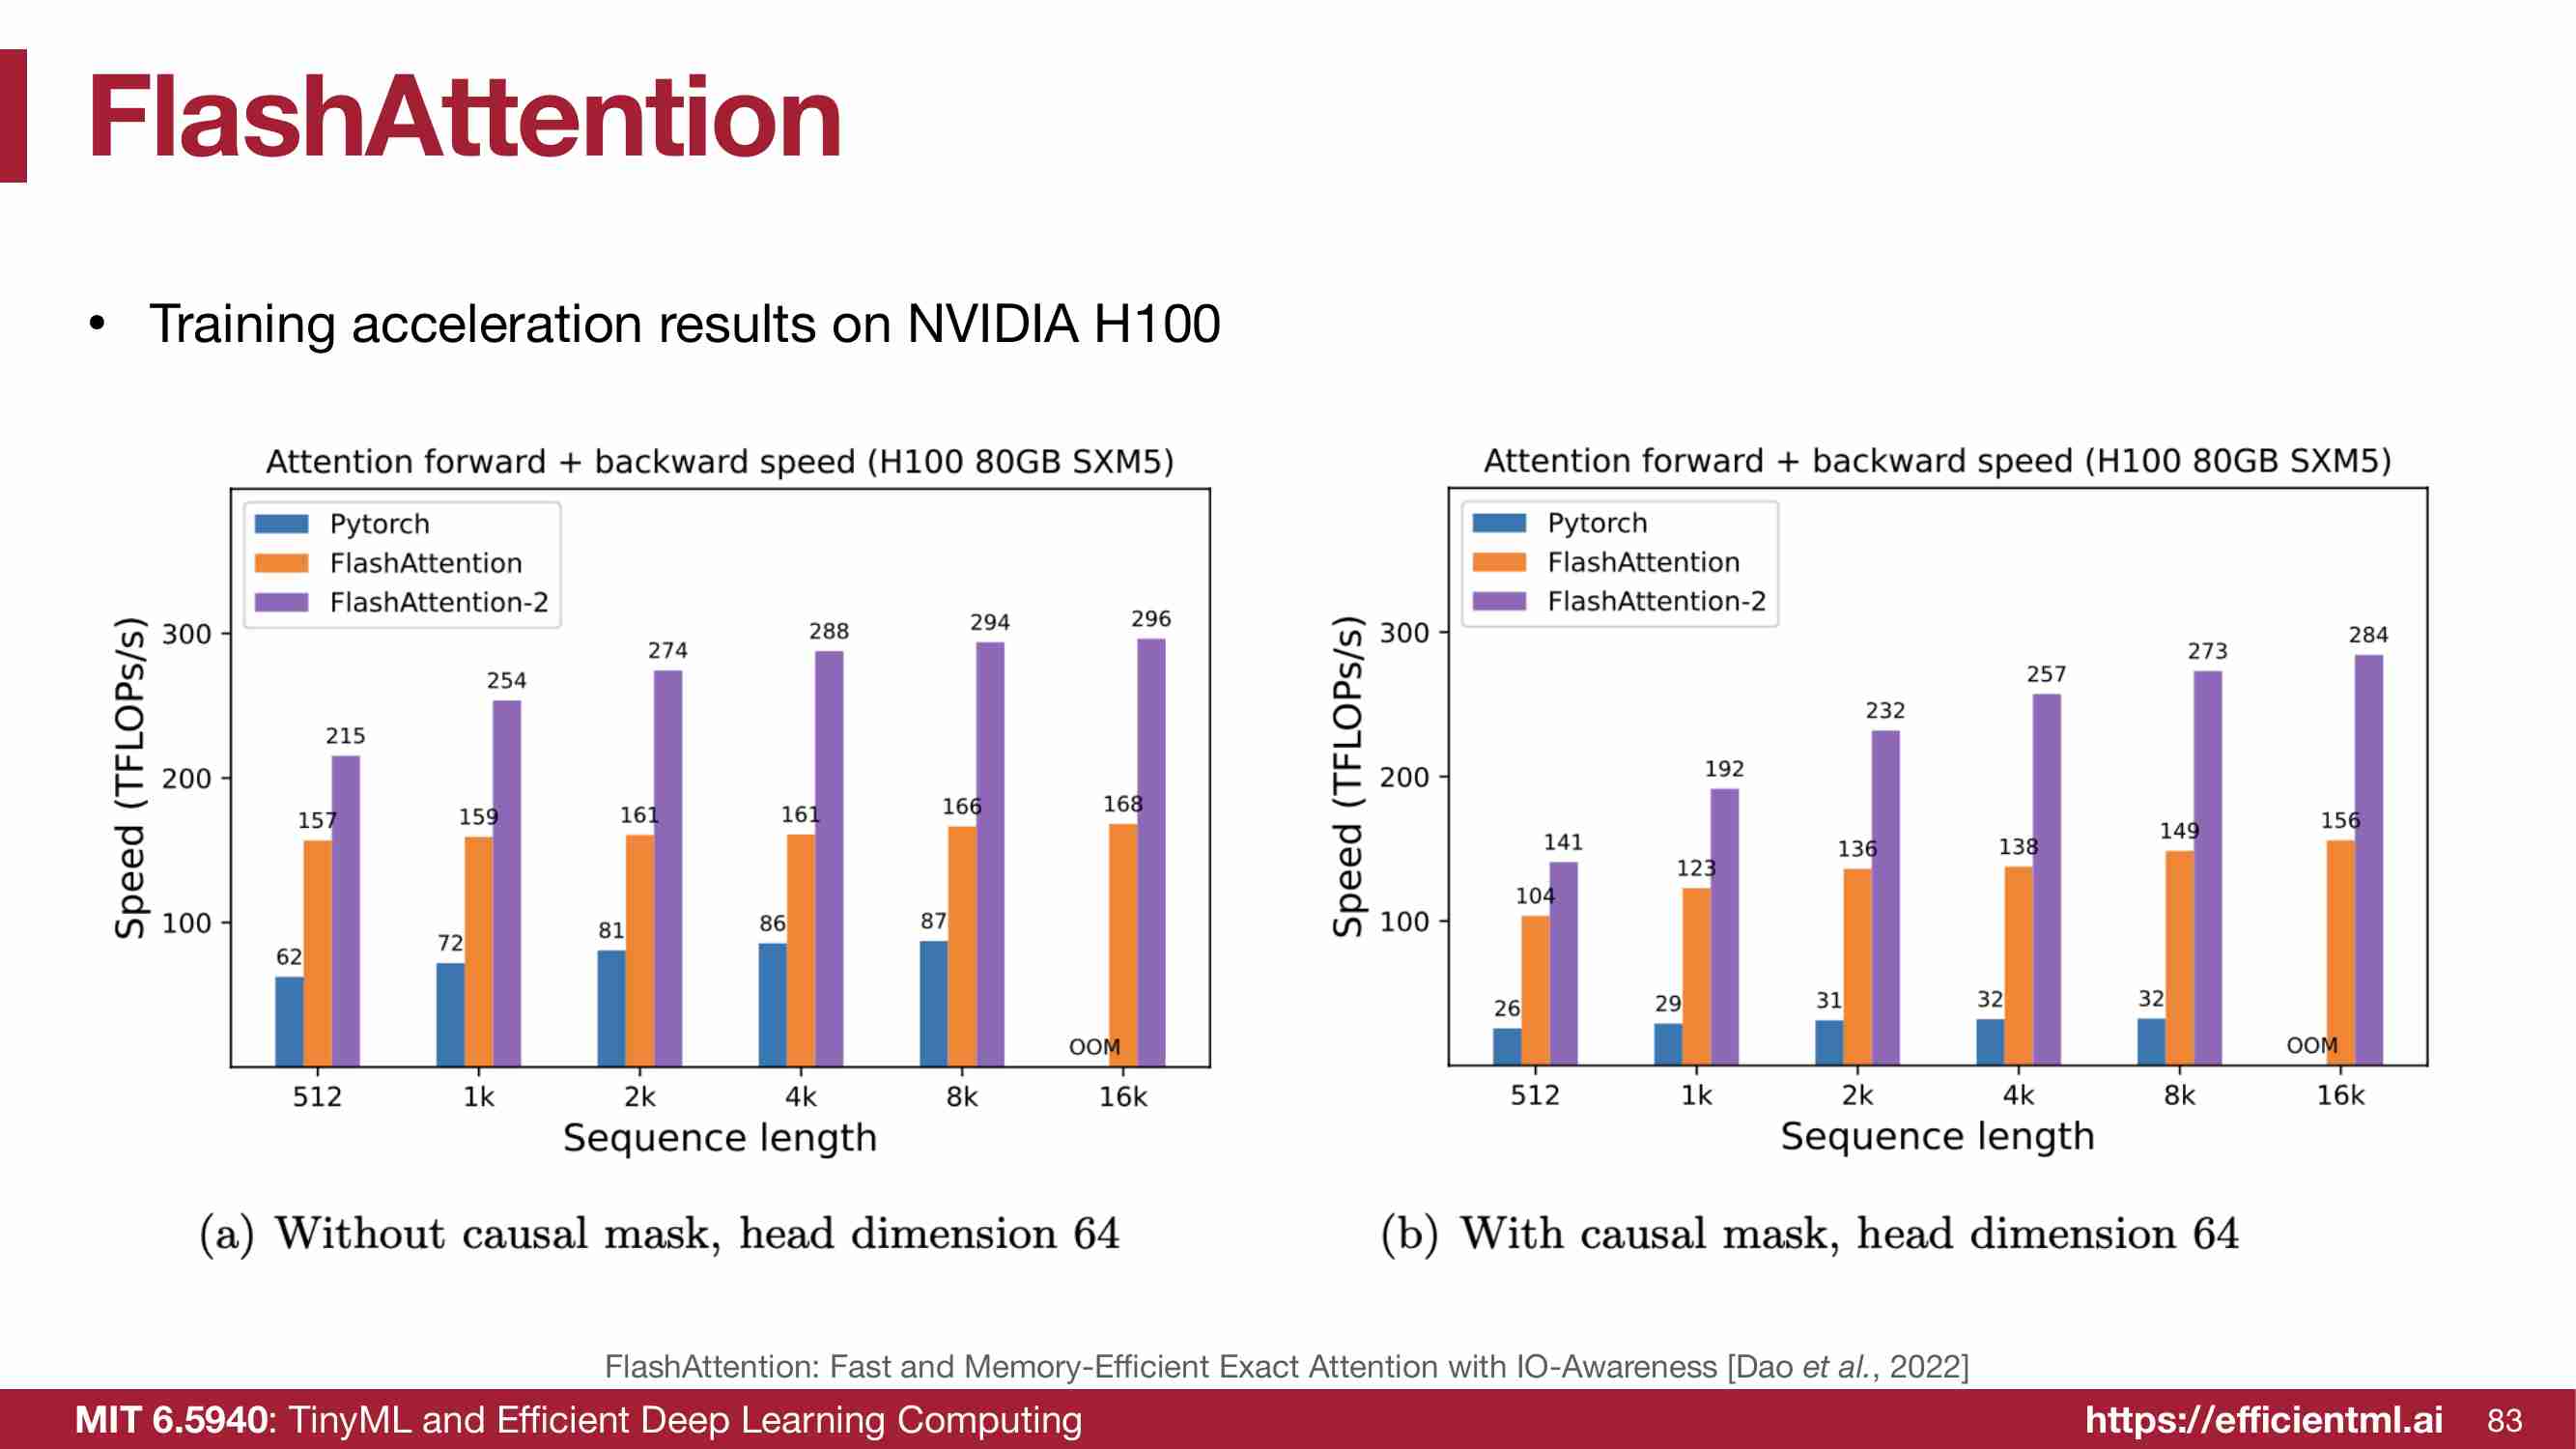 FlashAttention
• Training acceleration results on NVIDIA H100
Attention forward + backward speed (H100 80GB SXM5)
Pytorch
FlashAttention
FlashAttention-2
Speed (TFLOPs/s)
300
200
100
62 157 215
72 159 254
81 161 274
86 161 288
87 166 294
OOM 168 296
512 1k 2k 4k 8k 16k
Sequence length
(a) Without causal mask, head dimension 64
Attention forward + backward speed (H100 80GB SXM5)
Pytorch
FlashAttention
FlashAttention-2
Speed (TFLOPs/s)
300
200
100
26 104 141
29 123 192
31 136 232
32 138 257
32 149 273
OOM 156 284
512 1k 2k 4k 8k 16k
Sequence length
(b) With causal mask, head dimension 64
FlashAttention: Fast and Memory-Efficient Exact Attention with IO-Awareness [Dao et al., 2022]
MIT 6.5940: TinyML and Efficient Deep Learning Computing
https://efficientml.ai 83